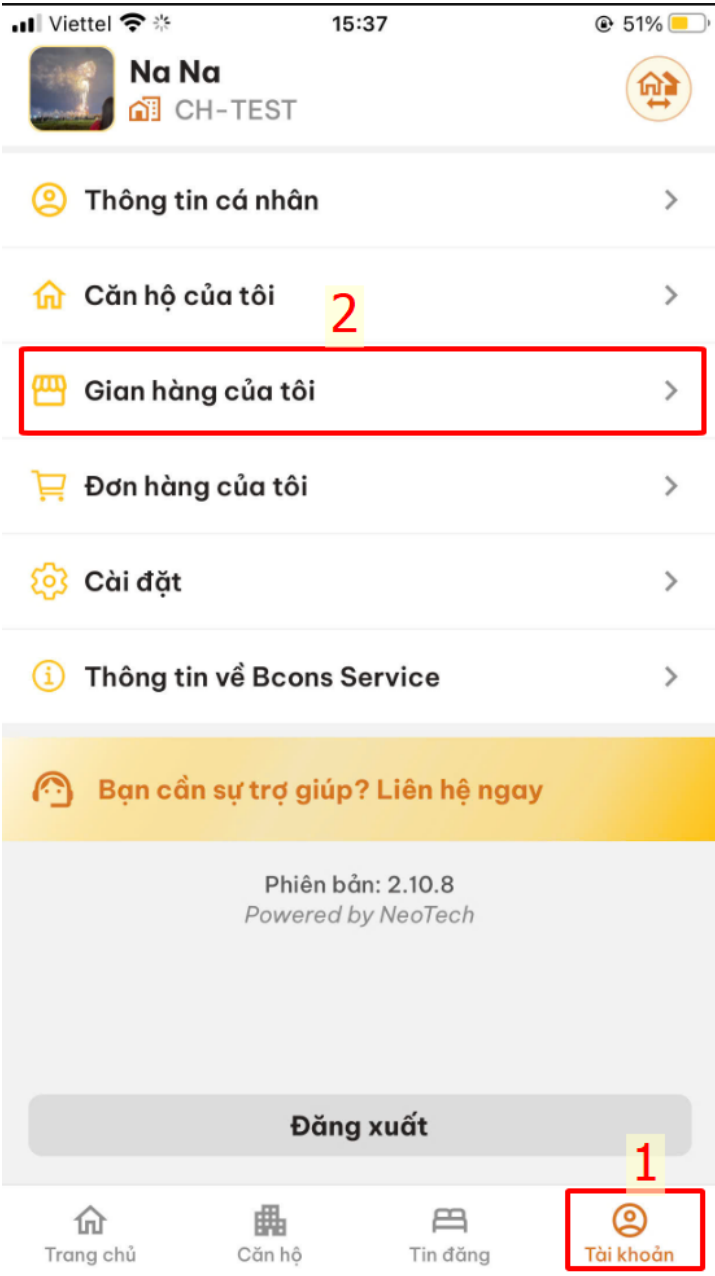 Viettel 15:37 51%
Na Na
CH-TEST
Thông tin cá nhân
Căn hộ của tôi
2
Gian hàng của tôi
Đơn hàng của tôi
Cài đặt
Thông tin về Bcons Service
Bạn cần sự trợ giúp? Liên hệ ngay
Phiên bản: 2.10.8
Powered by NeoTech
Đăng xuất
1
Trang chủ Căn hộ Tin đăng Tài khoản